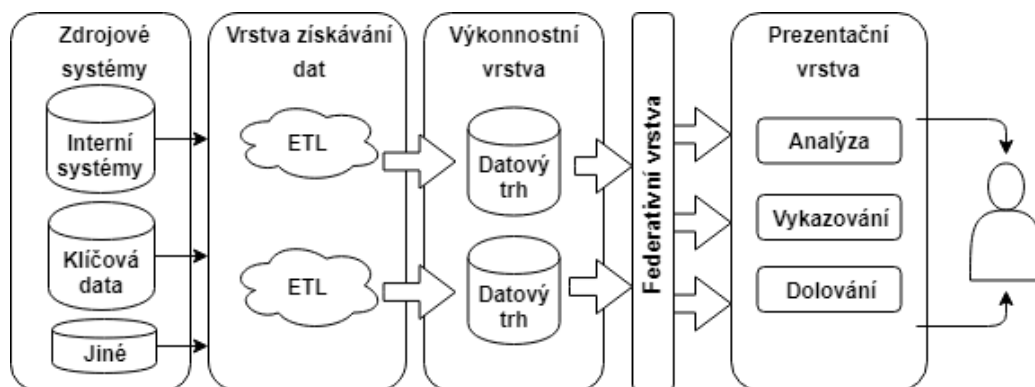 Zdrojové
systémy
Interní
systémy
Klíčová
data
Jiné
Vrstva získávání
dat
ETL
ETL
Výkonnostní
vrstva
Datový
trh
Datový
trh
Federativní vrstva
Prezentační
vrstva
Analýza
Vykazování
Dolování